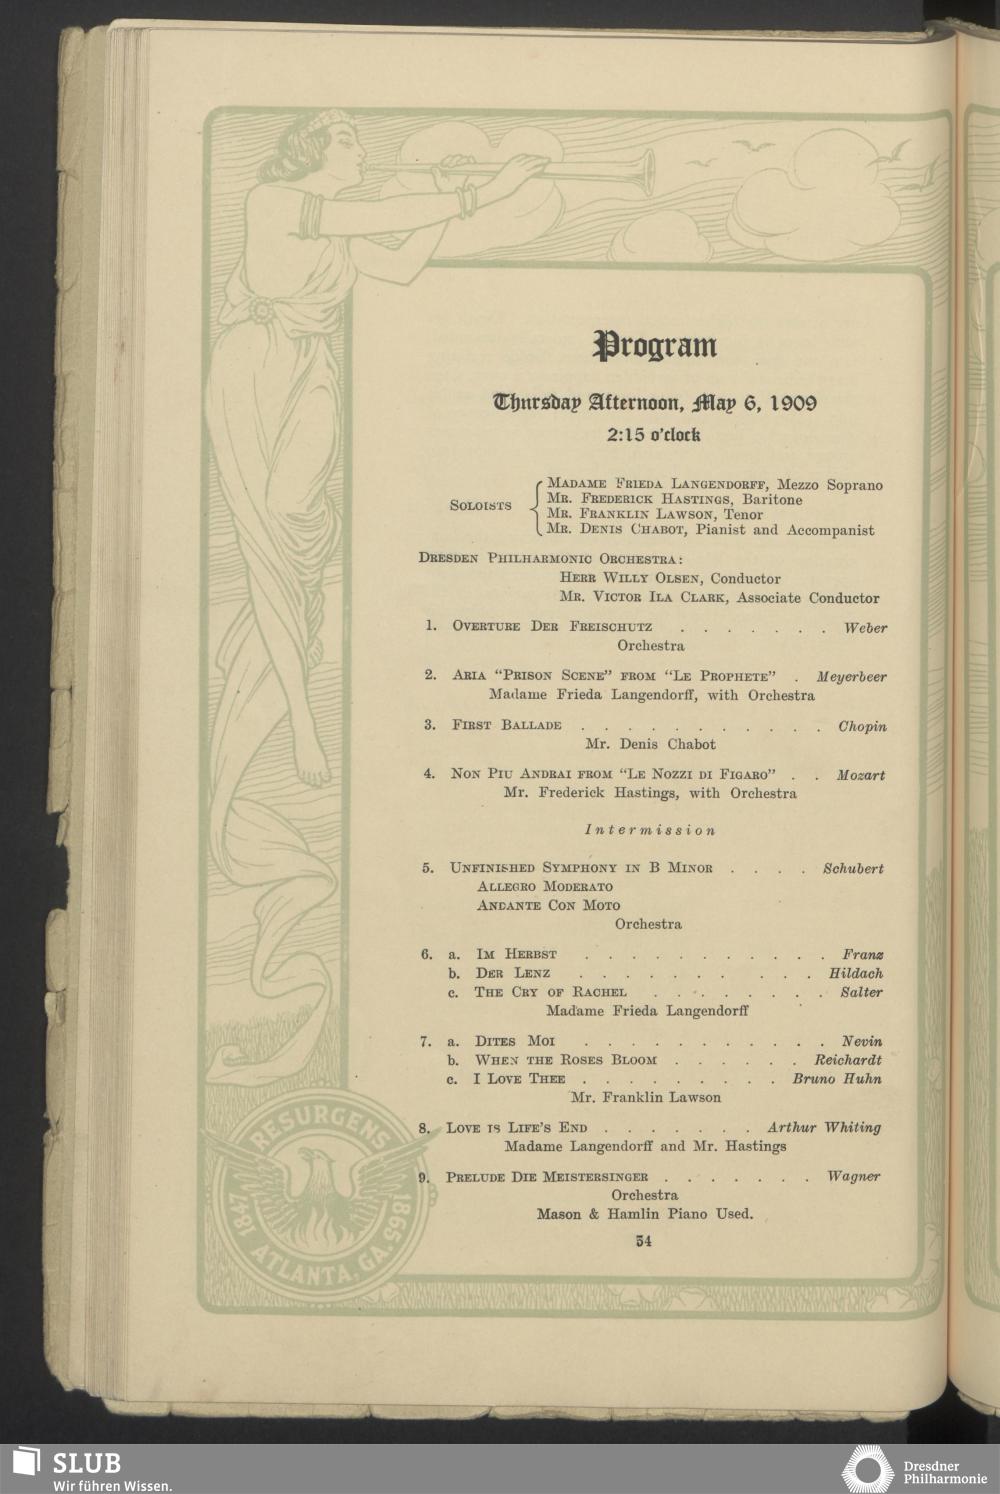 Program
Thursday Afternoon, May 6, 1909
2:15 o'clock
SOLOISTS
MADAME FRIEDA LANGENDORFF, Mezzo Soprano
MR. FREDERICK HASTINGS, Baritone
MR. FRANKLIN LAWSON, Tenor
MR. DENIS CHABOT, Pianist and Accompanist
DRESDEN PHILHARMONIC ORCHESTRA:
HERR WILLY OLSEN, Conductor
MR. VICTOR ILA CLARK, Associate Conductor
1. OVERTURE DER FREISCHUTZ . . . . . . . Weber
Orchestra
2. ARIA "PRISON SCENE" FROM "LE PROPHETE" . Meyerbeer
Madame Frieda Langendorff, with Orchestra
3. FIRST BALLADE . . . . . . . . . . . Chopin
Mr. Denis Chabot
4. NON PIU ANDRAI FROM "LE NOZZI DI FIGARO" . . Mozart
Mr. Frederick Hastings, with Orchestra
Intermission
5. UNFINISHED SYMPHONY IN B MINOR . . . . Schubert
ALLEGRO MODERATO
ANDANTE CON MOTO
Orchestra
6. a. IM HERBST . . . . . . . . . . . Franz
b. DER LENZ . . . . . . . . . . Hildach
c. THE CRY OF RACHEL . . . . . . . . Salter
Madame Frieda Langendorff
7. a. DITES MOI . . . . . . . . . . . Nevin
b. WHEN THE ROSES BLOOM . . . . . . Reichardt
c. I LOVE THEE . . . . . . . . . Bruno Huhn
Mr. Franklin Lawson
8. LOVE IS LIFE'S END . . . . . . . Arthur Whiting
Madame Langendorff and Mr. Hastings
9. PRELUDE DIE MEISTERSINGER . . . . . . . Wagner
Orchestra
Mason & Hamlin Piano Used.
54
RESURGENS
1847 1865
ATLANTA, GA.
SLUB
Wir führen Wissen.
Dresdner
Philharmonie